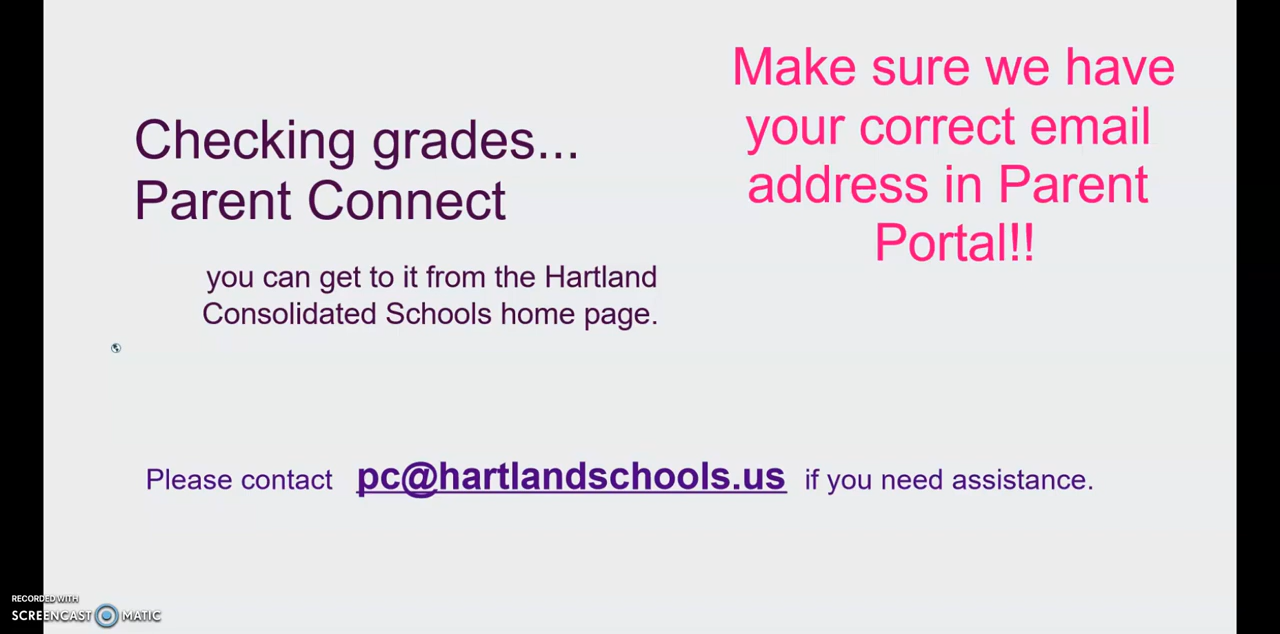 Checking grades...
Parent Connect
you can get to it from the Hartland
Consolidated Schools home page.
Make sure we have
your correct email
address in Parent
Portal!!
Please contact pc@hartlandschools.us if you need assistance.
RECORDED WITH
SCREENCAST MATIC